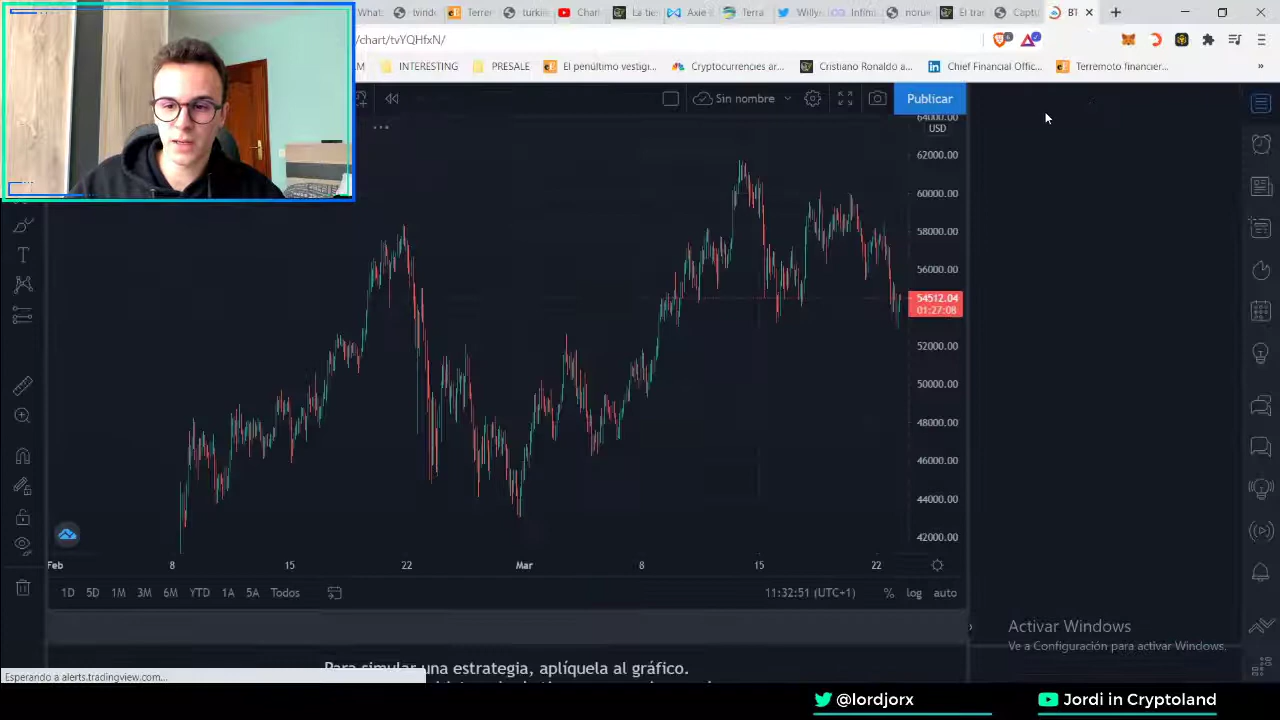 What:
tvinde
Terrem
turkin
Charl
La tie
Axie
Terra
Willy
Infini
norue
El tra
Captu
BT
/chart/tvYQHfxN/
INTERESTING
PRESALE
El penúltimo vestigi...
Cryptocurrencies ar...
Cristiano Ronaldo a...
Chief Financial Offic...
Terremoto financier...
»
Sin nombre
Publicar
64000.00
USD
62000.00
60000.00
58000.00
56000.00
54512.04
01:27:08
52000.00
50000.00
48000.00
46000.00
44000.00
42000.00
Feb 8 15 22 Mar 8 15 22
1D 5D 1M 3M 6M YTD 1A 5A Todos
11:32:51 (UTC+1) % log auto
Activar Windows
Ve a Configuración para activar Windows.
Para simular una estrategia, aplíquela al gráfico.
Esperando a alerts.tradingview.com...
@lordjorx
Jordi in Cryptoland